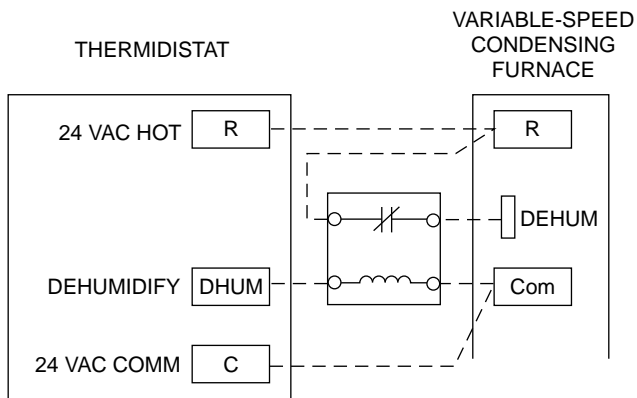 VARIABLE-SPEED
CONDENSING
FURNACE
THERMIDISTAT
24 VAC HOT
R
R
DEHUM
DEHUMIDIFY
DHUM
Com
24 VAC COMM
C